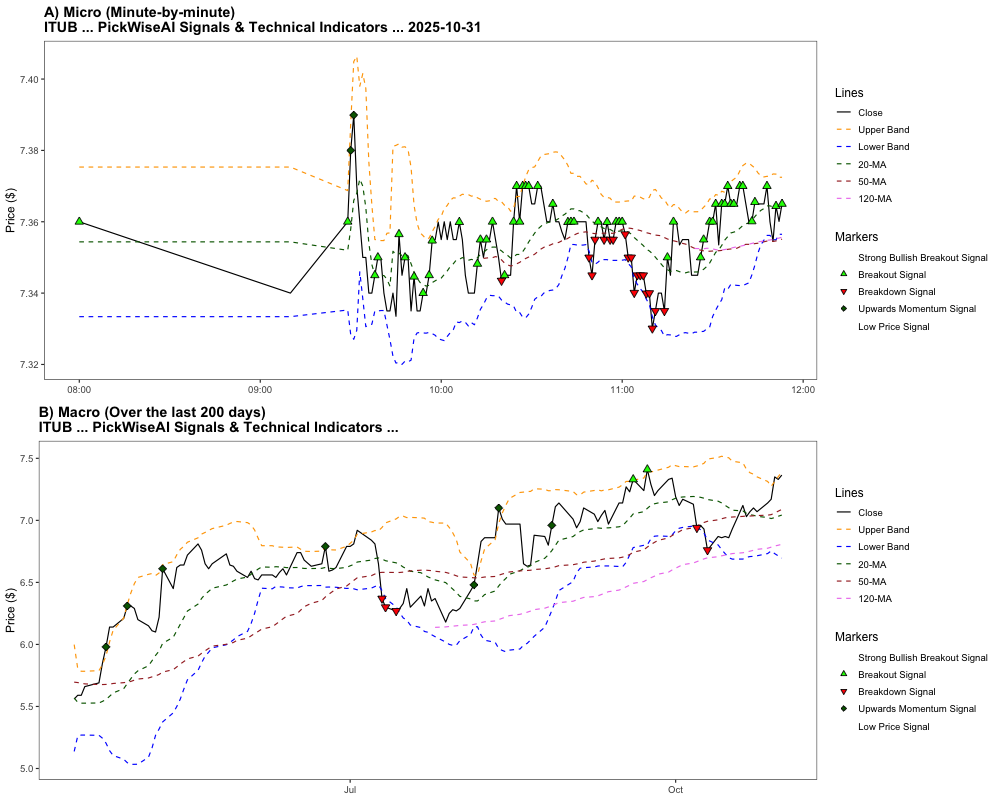 A) Micro (Minute-by-minute)
ITUB ... PickWiseAI Signals & Technical Indicators ... 2025-10-31
Price ($)
7.40
7.38
7.36
7.34
7.32
08:00
09:00
10:00
11:00
12:00
Lines
Close
Upper Band
Lower Band
20-MA
50-MA
120-MA
Markers
Strong Bullish Breakout Signal
Breakout Signal
Breakdown Signal
Upwards Momentum Signal
Low Price Signal
B) Macro (Over the last 200 days)
ITUB ... PickWiseAI Signals & Technical Indicators ...
Price ($)
7.5
7.0
6.5
6.0
5.5
5.0
Jul
Oct
Lines
Close
Upper Band
Lower Band
20-MA
50-MA
120-MA
Markers
Strong Bullish Breakout Signal
Breakout Signal
Breakdown Signal
Upwards Momentum Signal
Low Price Signal